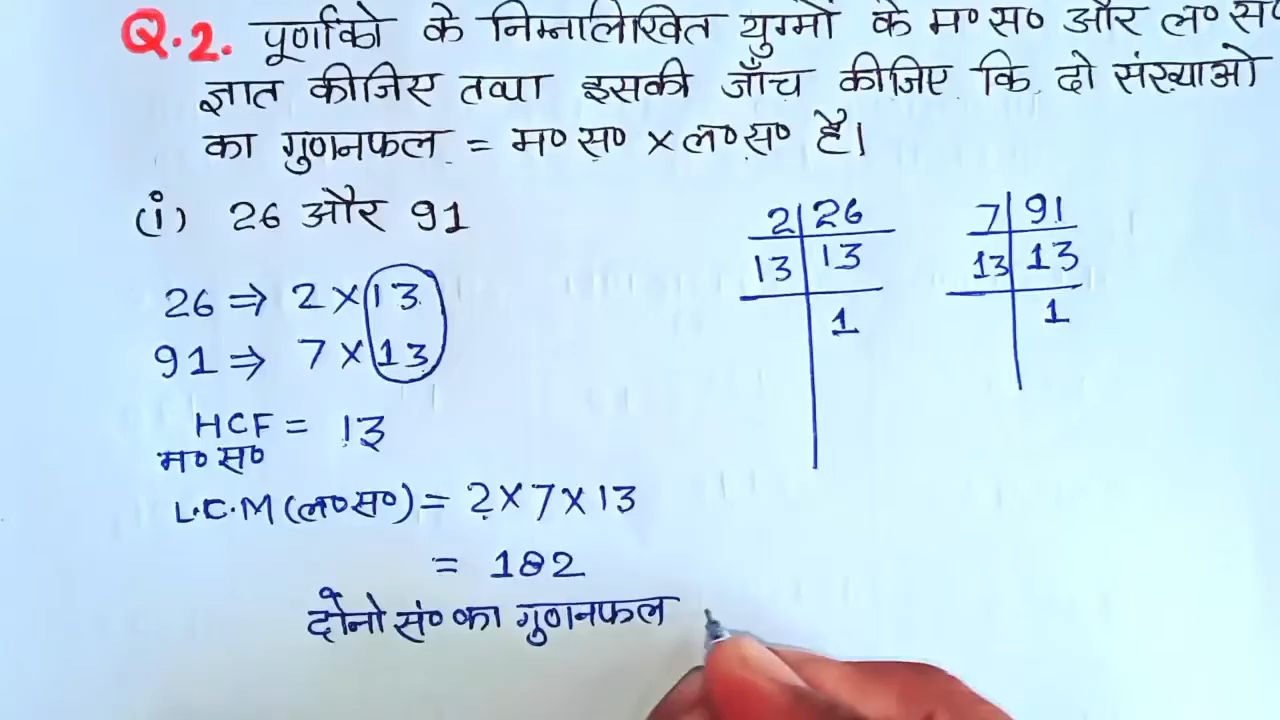 Q.2. पूर्णांको के निम्नालिखित युग्मों के म० स० और ल० स०
ज्ञात कीजिए तथा इसकी जाँच कीजिए कि दो संख्याओ
का गुणनफल = म० स० × ल० स० है।
(i) 26 और 91
2 | 26
13 | 13
1
7 | 91
13 | 13
1
26 ⇒ 2 × 13
91 ⇒ 7 × 13
HCF = 13
म० स०
L.C.M (ल० स०) = 2 × 7 × 13
= 182
दोनो सं० का गुणनफल